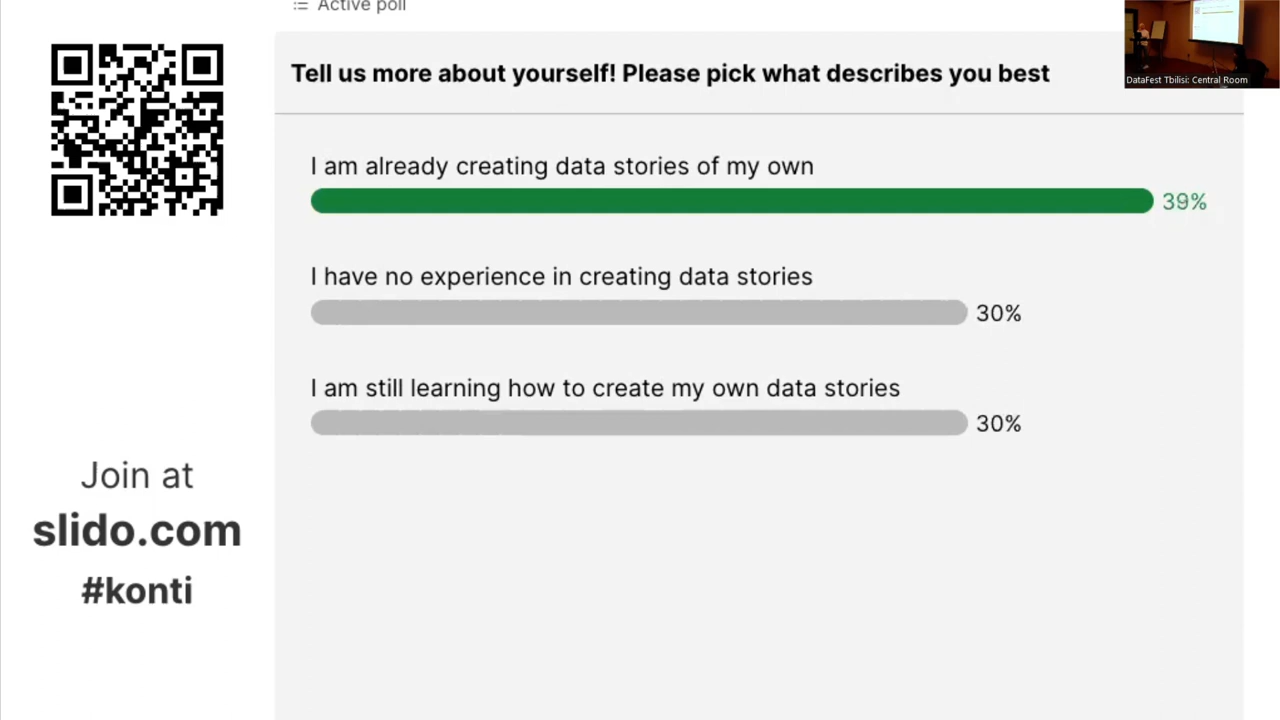 Active poll
Tell us more about yourself! Please pick what describes you best
DataFest Tbilisi: Central Room
I am already creating data stories of my own
39%
I have no experience in creating data stories
30%
I am still learning how to create my own data stories
30%
Join at
slido.com
#konti